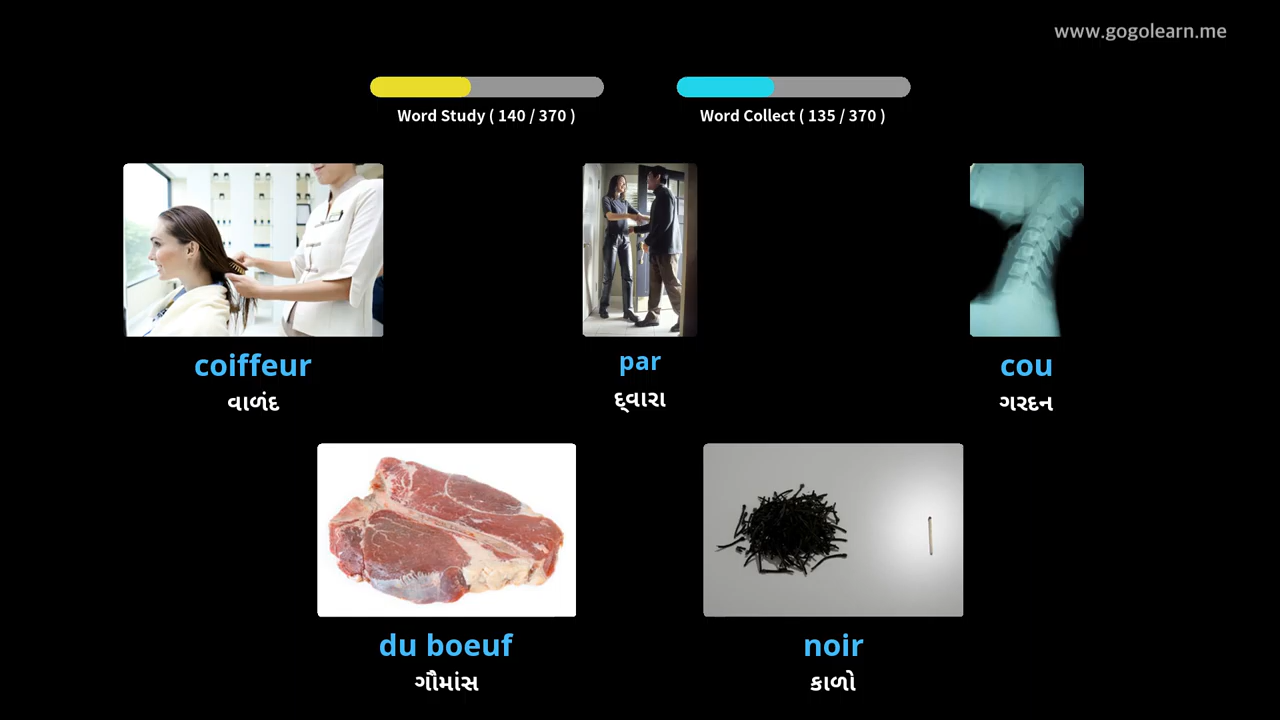 www.gogolearn.me
Word Study ( 140 / 370 )
Word Collect ( 135 / 370 )
coiffeur
વાળંદ
par
દ્વારા
cou
ગરદન
du boeuf
ગૌમાંસ
noir
કાળો